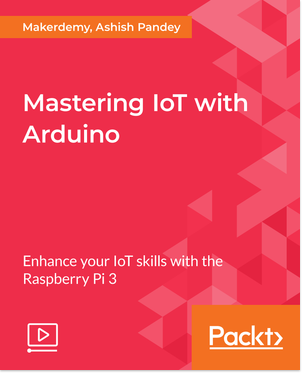 Makerdemy, Ashish Pandey
Mastering IoT with
Arduino
Enhance your IoT skills with the
Raspberry Pi 3
Packt>